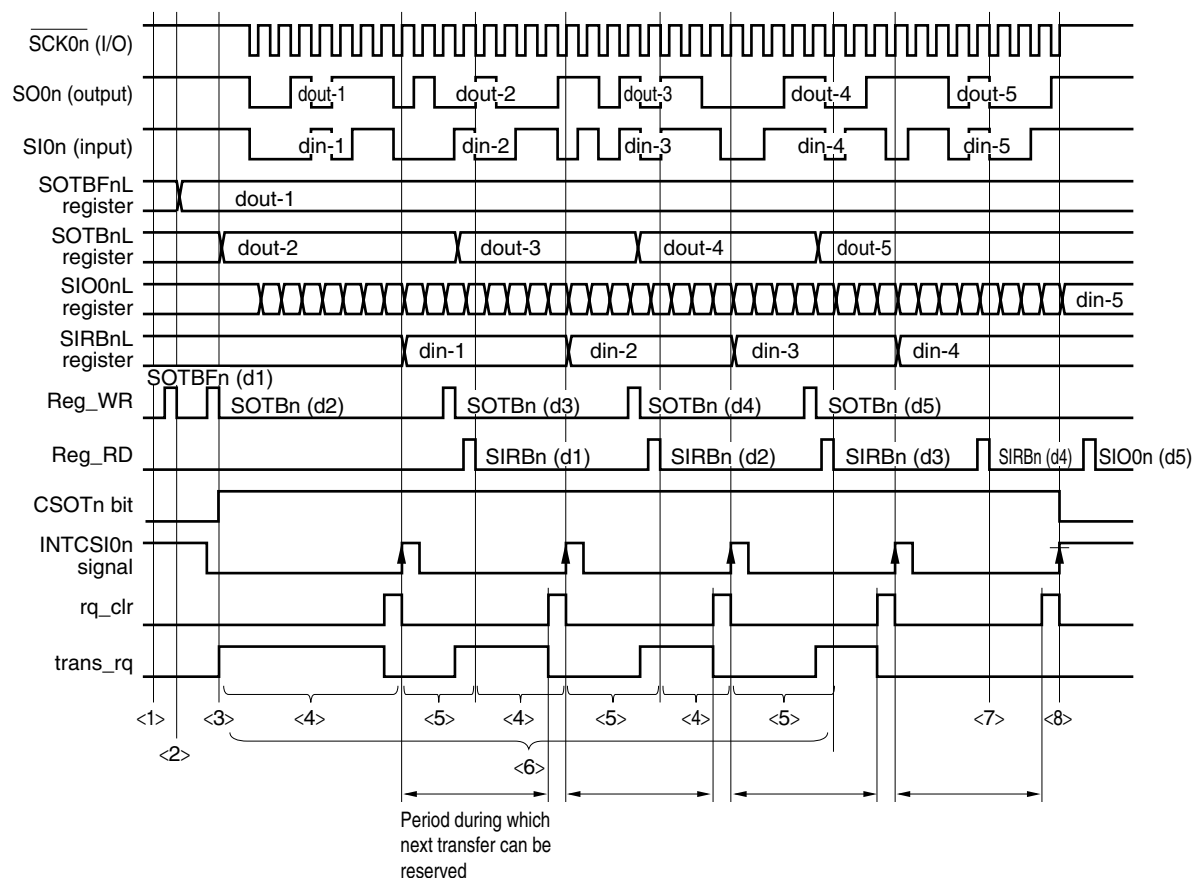 SCK0n (I/O)
SO0n (output)
dout-1 dout-2 dout-3 dout-4 dout-5
SI0n (input)
din-1 din-2 din-3 din-4 din-5
SOTBFnL
register
dout-1
SOTBnL
register
dout-2 dout-3 dout-4 dout-5
SIO0nL
register
din-5
SIRBnL
register
din-1 din-2 din-3 din-4
SOTBFn (d1)
Reg_WR
SOTBn (d2) SOTBn (d3) SOTBn (d4) SOTBn (d5)
Reg_RD
SIRBn (d1) SIRBn (d2) SIRBn (d3) SIRBn (d4) SIO0n (d5)
CSOTn bit
INTCSI0n
signal
rq_clr
trans_rq
<1> <3> <4> <5> <4> <5> <4> <5> <7> <8>
<2>
<6>
Period during which
next transfer can be
reserved